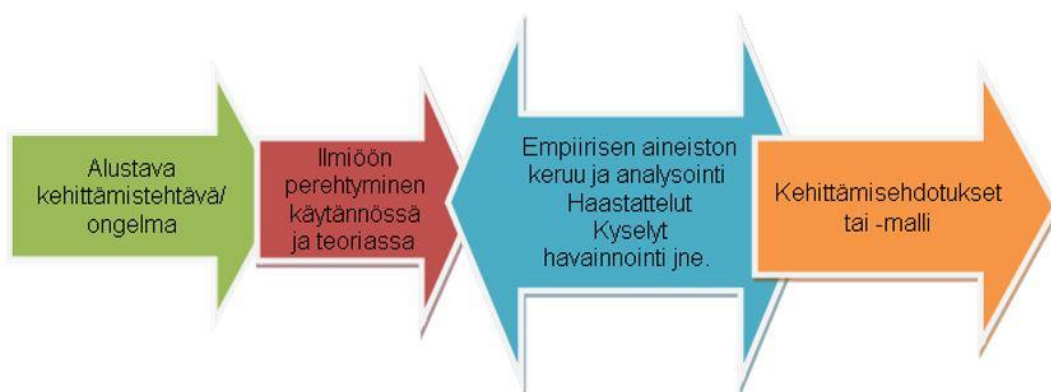 Alustava
kehittämistehtävä/
ongelma
Ilmiöön
perehtyminen
käytännössä
ja teoriassa
Empiirisen aineiston
keruu ja analysointi
Haastattelut
Kyselyt
havainnointi jne.
Kehittämisehdotukset
tai -malli